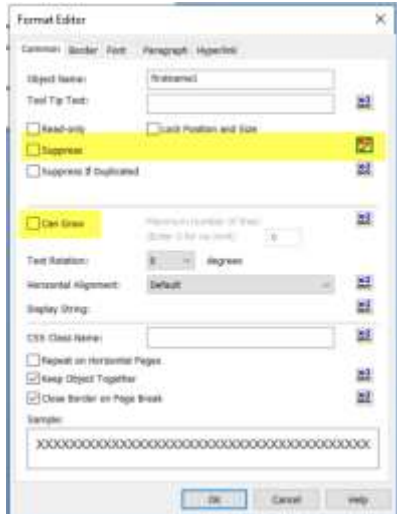 Format Editor
Common Border Font Paragraph Hyperlink
Object Name: firstname1
Tool Tip Text:
Read-only Lock Position and Size
Suppress
Suppress If Duplicated
Can Grow Maximum number of lines:
(Enter 0 for no limit) 0
Text Rotation: 0 degrees
Horizontal Alignment: Default
Display String:
CSS Class Name:
Repeat on Horizontal Pages
Keep Object Together
Close Border on Page Break
Sample:
XXXXXXXXXXXXXXXXXXXXXXXXXXXXXXXXXXXXXXXX
OK Cancel Help